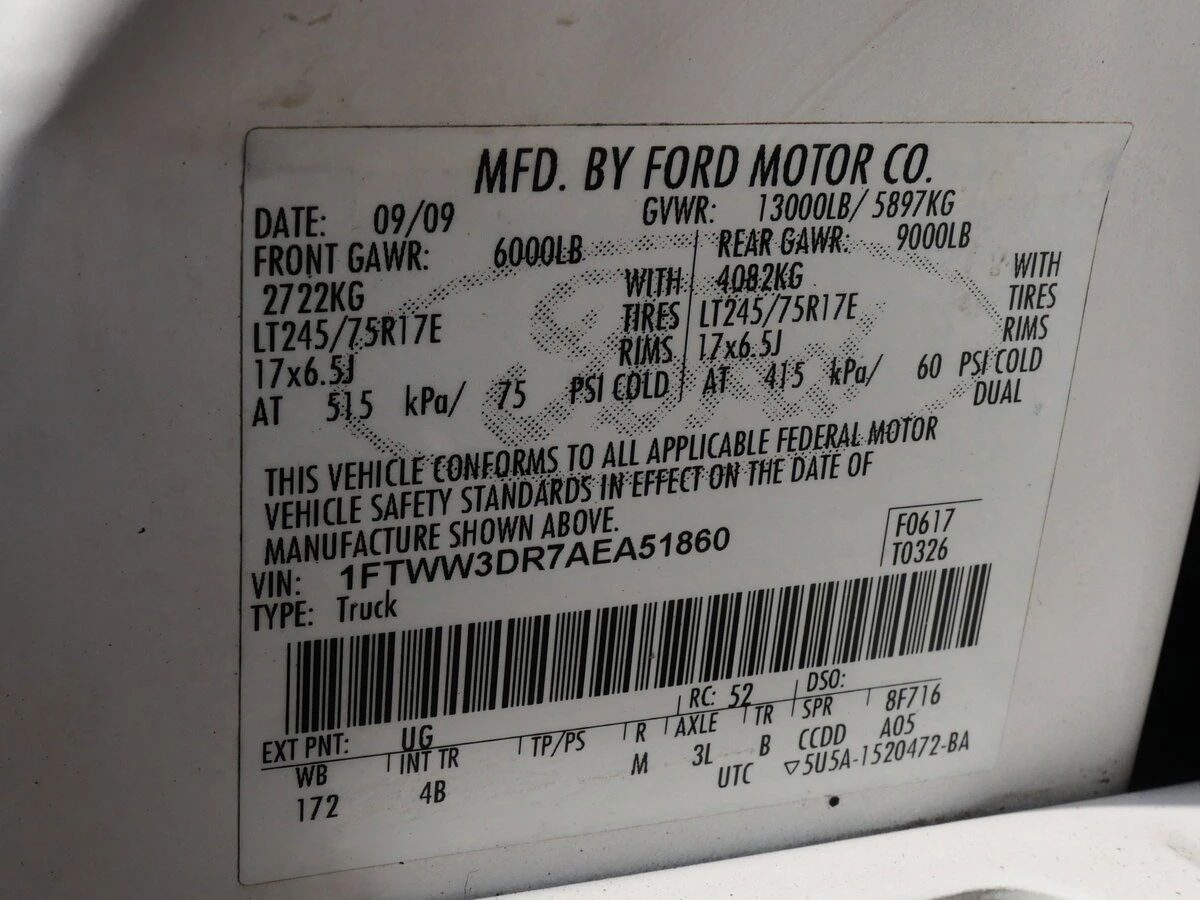 MFD. BY FORD MOTOR CO.
DATE: 09/09 GVWR: 13000LB/ 5897KG
FRONT GAWR: 6000LB REAR GAWR: 9000LB
2722KG WITH 4082KG WITH
LT245/75R17E TIRES LT245/75R17E TIRES
17x6.5J RIMS 17x6.5J RIMS
AT 515 kPa/ 75 PSI COLD AT 415 kPa/ 60 PSI COLD
DUAL
THIS VEHICLE CONFORMS TO ALL APPLICABLE FEDERAL MOTOR
VEHICLE SAFETY STANDARDS IN EFFECT ON THE DATE OF
MANUFACTURE SHOWN ABOVE.
VIN: 1FTWW3DR7AEA51860 F0617
TYPE: Truck T0326
EXT PNT: UG RC: 52 DSO:
WB INT TR TP/PS R AXLE TR SPR 8F716
172 4B M 3L B CCDD A05
UTC ▽5U5A-1520472-BA